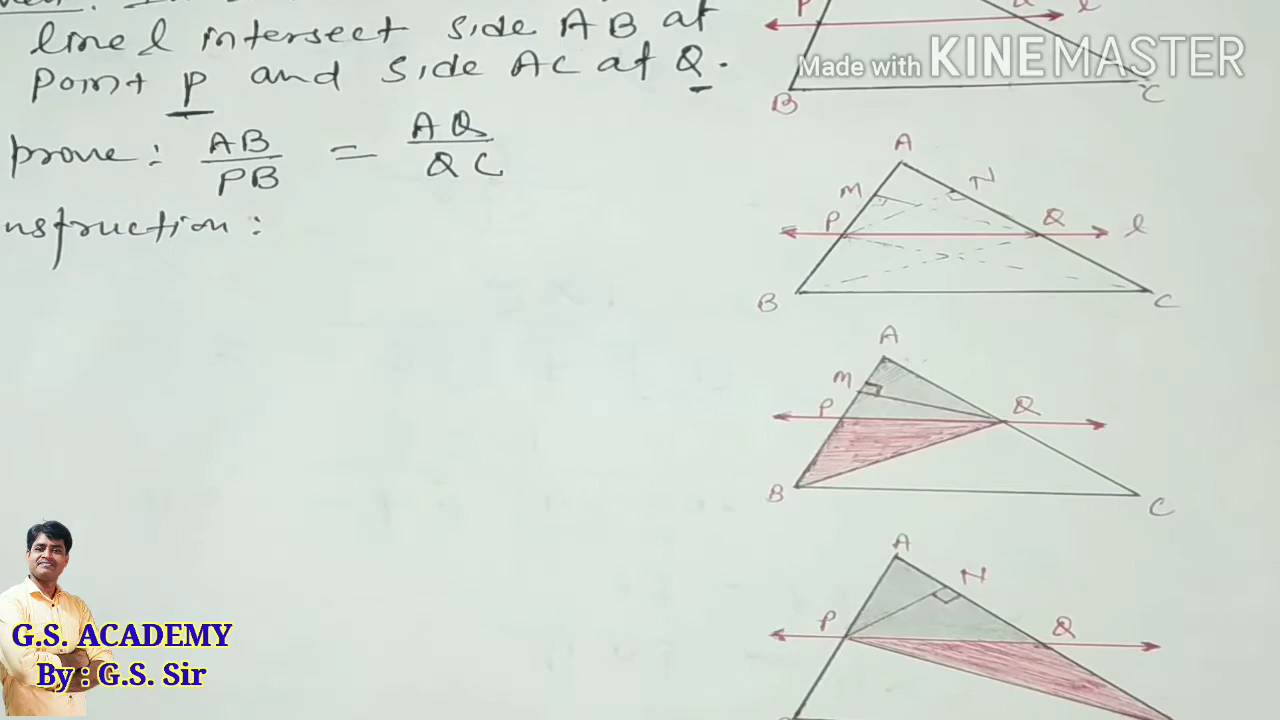 line l intersect side AB at
point p and side AC at Q.
prove: AB/PB = AQ/QC
nstruction:
P l
Made with KINEMASTER
B C
A
M N
P Q l
B C
A
M
P Q
B C
A
N
P Q
G.S. ACADEMY
By : G.S. Sir